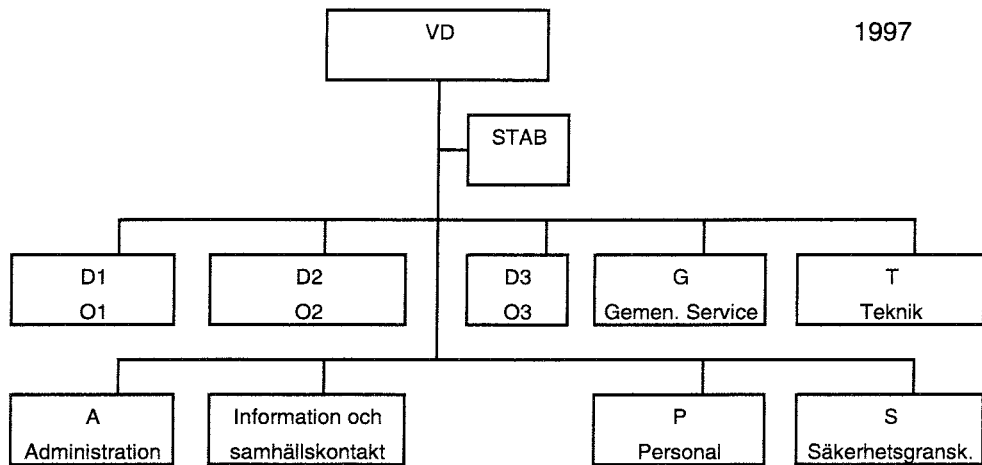 VD
1997
STAB
D1
O1
D2
O2
D3
O3
G
Gemen. Service
T
Teknik
A
Administration
Information och
samhällskontakt
P
Personal
S
Säkerhetsgransk.